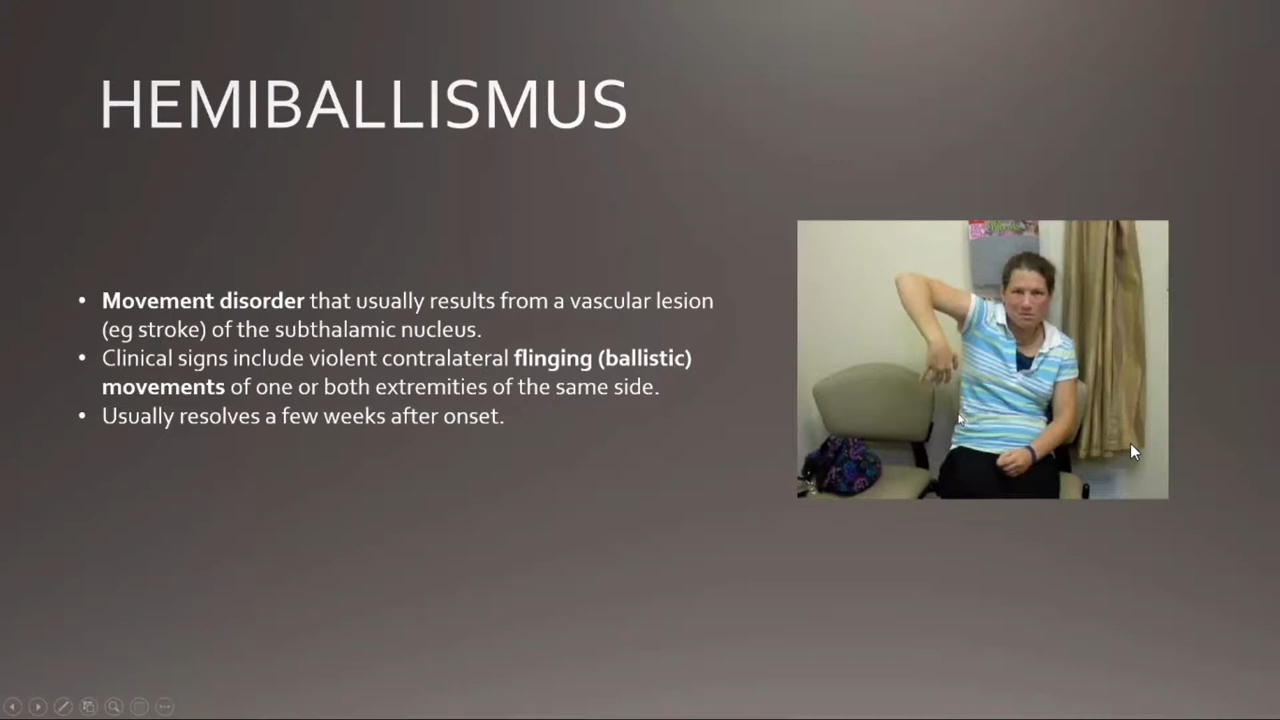 HEMIBALLISMUS
• Movement disorder that usually results from a vascular lesion
(eg stroke) of the subthalamic nucleus.
• Clinical signs include violent contralateral flinging (ballistic)
movements of one or both extremities of the same side.
• Usually resolves a few weeks after onset.